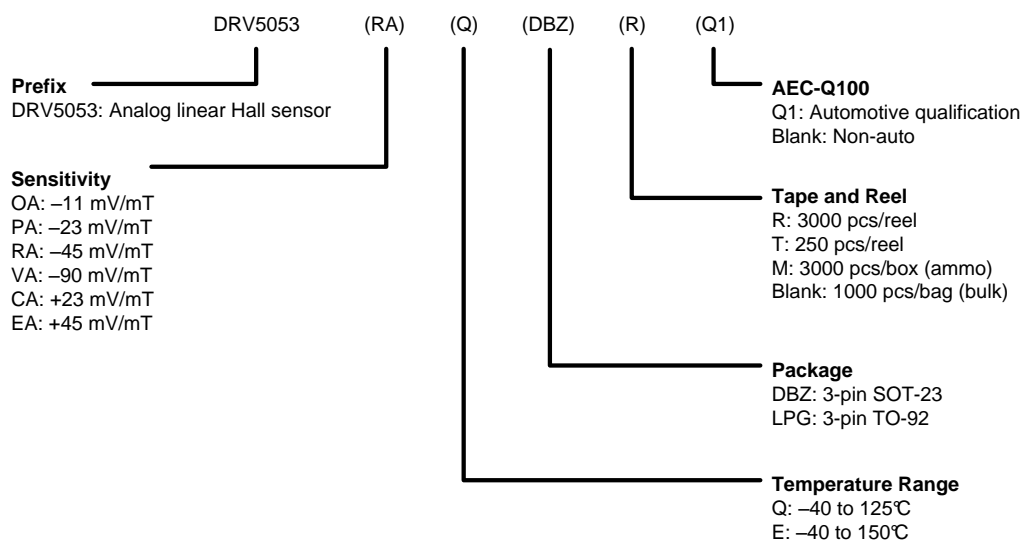 DRV5053 (RA) (Q) (DBZ) (R) (Q1)
Prefix
DRV5053: Analog linear Hall sensor
AEC-Q100
Q1: Automotive qualification
Blank: Non-auto
Sensitivity
OA: –11 mV/mT
PA: –23 mV/mT
RA: –45 mV/mT
VA: –90 mV/mT
CA: +23 mV/mT
EA: +45 mV/mT
Tape and Reel
R: 3000 pcs/reel
T: 250 pcs/reel
M: 3000 pcs/box (ammo)
Blank: 1000 pcs/bag (bulk)
Package
DBZ: 3-pin SOT-23
LPG: 3-pin TO-92
Temperature Range
Q: –40 to 125℃
E: –40 to 150℃